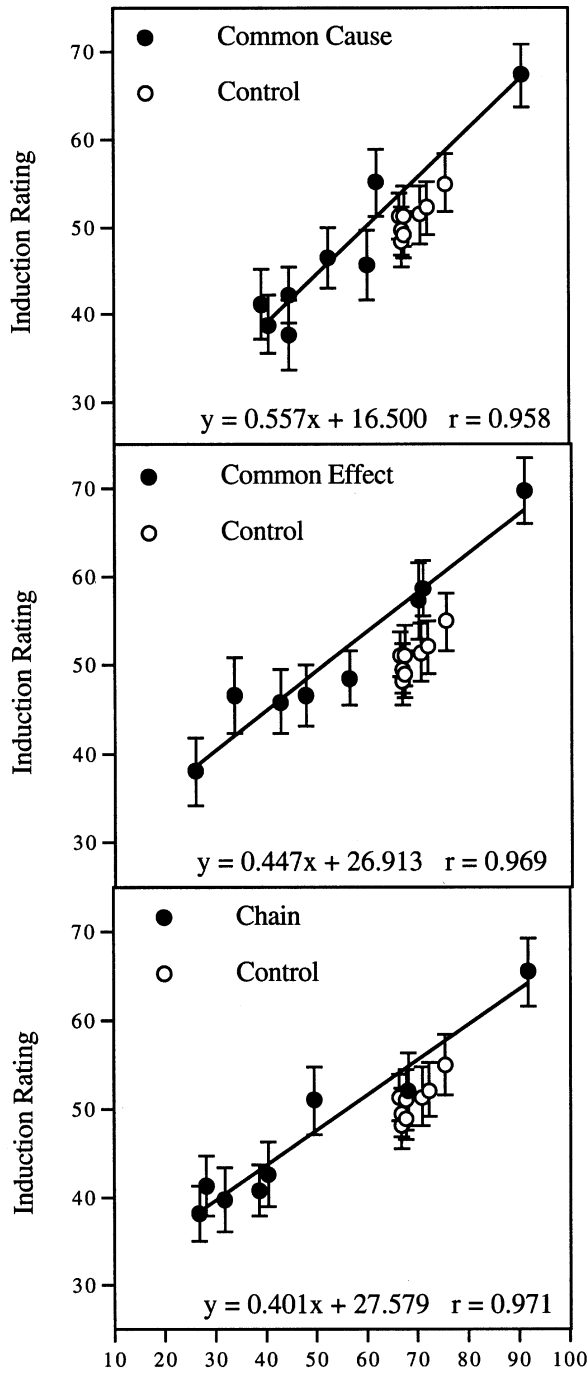 70
60
50
40
30
Induction Rating
Common Cause
Control
y = 0.557x + 16.500 r = 0.958
70
60
50
40
30
Induction Rating
Common Effect
Control
y = 0.447x + 26.913 r = 0.969
70
60
50
40
30
Induction Rating
Chain
Control
y = 0.401x + 27.579 r = 0.971
10 20 30 40 50 60 70 80 90 100